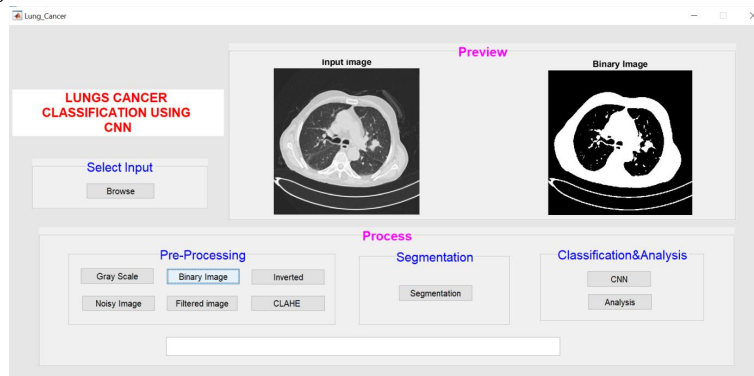 Lung_Cancer
Preview
Input image
Binary Image
LUNGS CANCER
CLASSIFICATION USING
CNN
Select Input
Browse
Process
Pre-Processing
Segmentation
Classification&Analysis
Gray Scale
Binary Image
Inverted
Segmentation
CNN
Noisy Image
Filtered image
CLAHE
Analysis